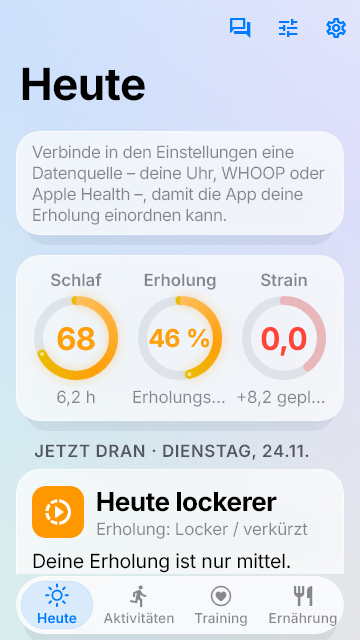 Heute
Verbinde in den Einstellungen eine
Datenquelle – deine Uhr, WHOOP oder
Apple Health –, damit die App deine
Erholung einordnen kann.
Schlaf Erholung Strain
68 46 % 0,0
6,2 h Erholungs... +8,2 gepl...
JETZT DRAN · DIENSTAG, 24.11.
Heute lockerer
Erholung: Locker / verkürzt
Deine Erholung ist nur mittel.
Heute Aktivitäten Training Ernährung